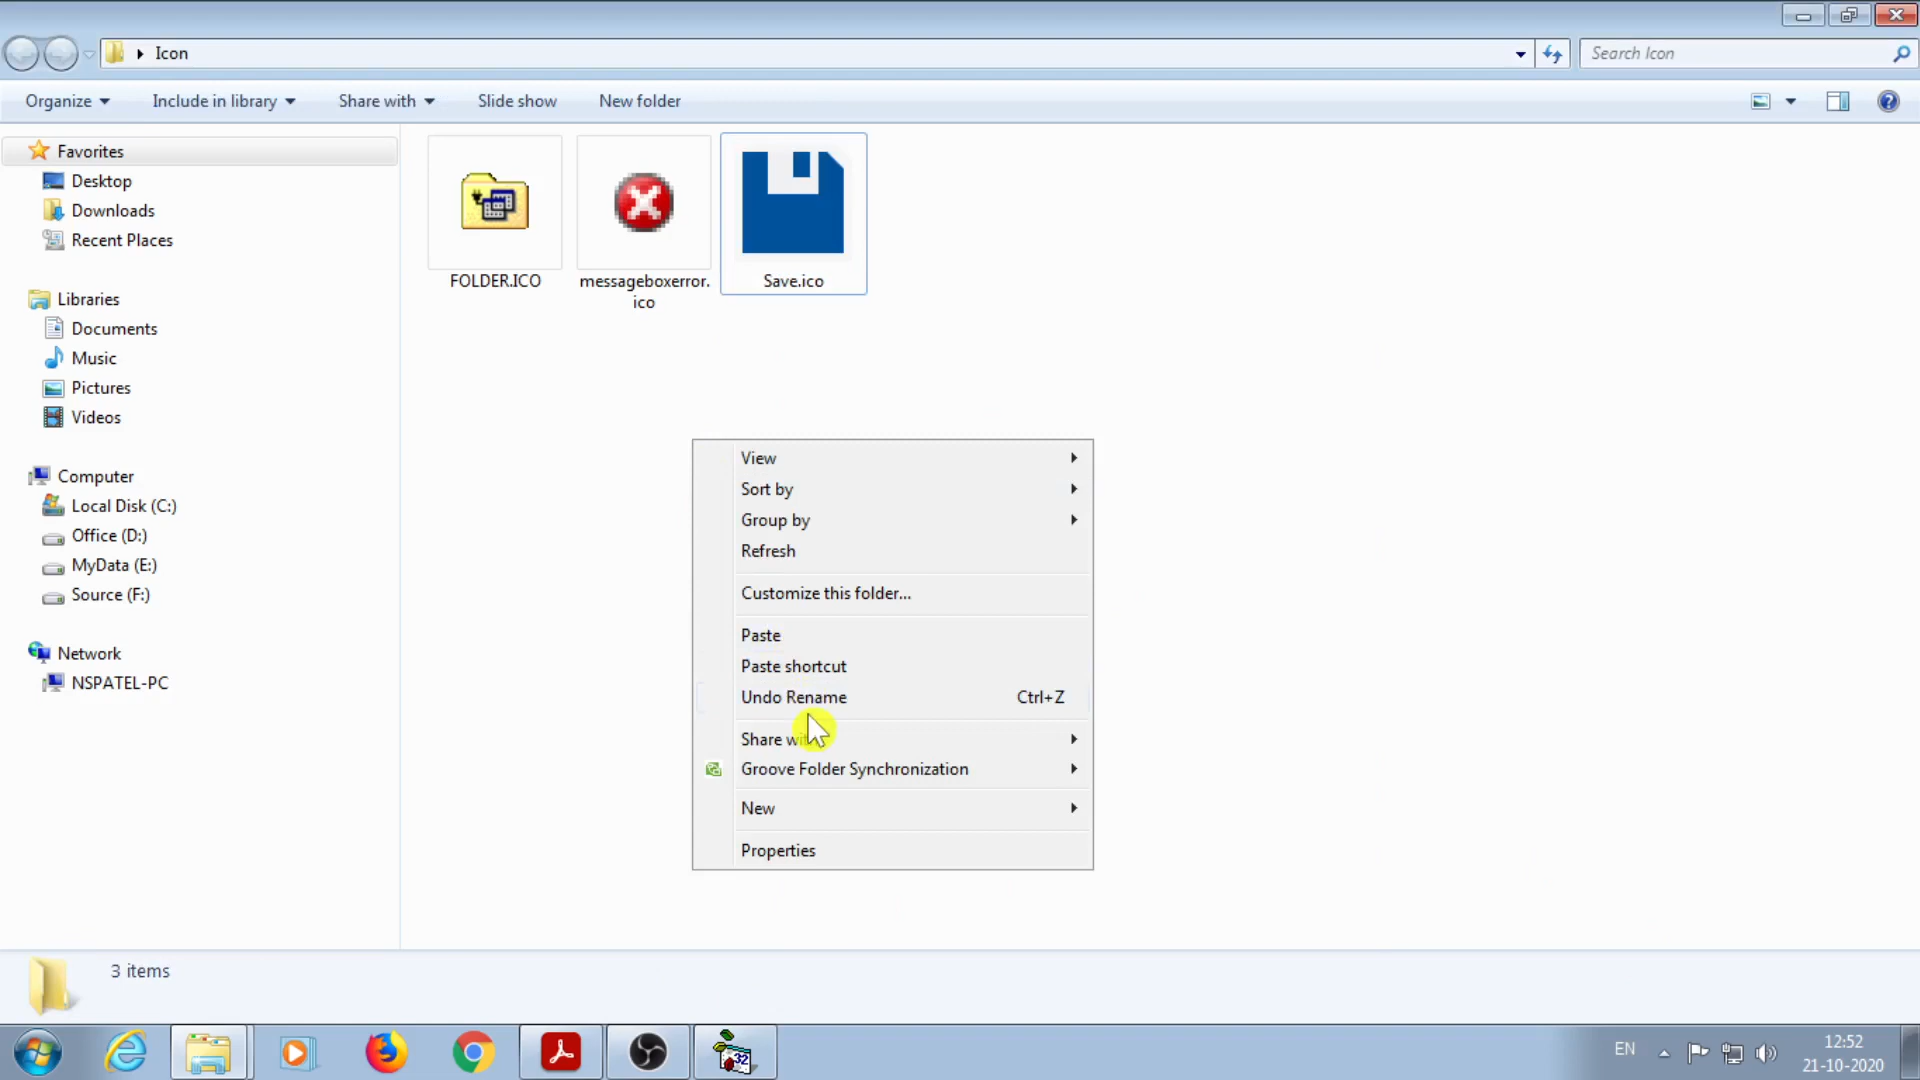 Icon
Search Icon
Organize
Include in library
Share with
Slide show
New folder
Favorites
Desktop
Downloads
Recent Places
Libraries
Documents
Music
Pictures
Videos
Computer
Local Disk (C:)
Office (D:)
MyData (E:)
Source (F:)
Network
NSPATEL-PC
FOLDER.ICO
messageboxerror.
ico
Save.ico
View
Sort by
Group by
Refresh
Customize this folder...
Paste
Paste shortcut
Undo Rename Ctrl+Z
Share with
Groove Folder Synchronization
New
Properties
3 items
32
EN
12:52
21-10-2020